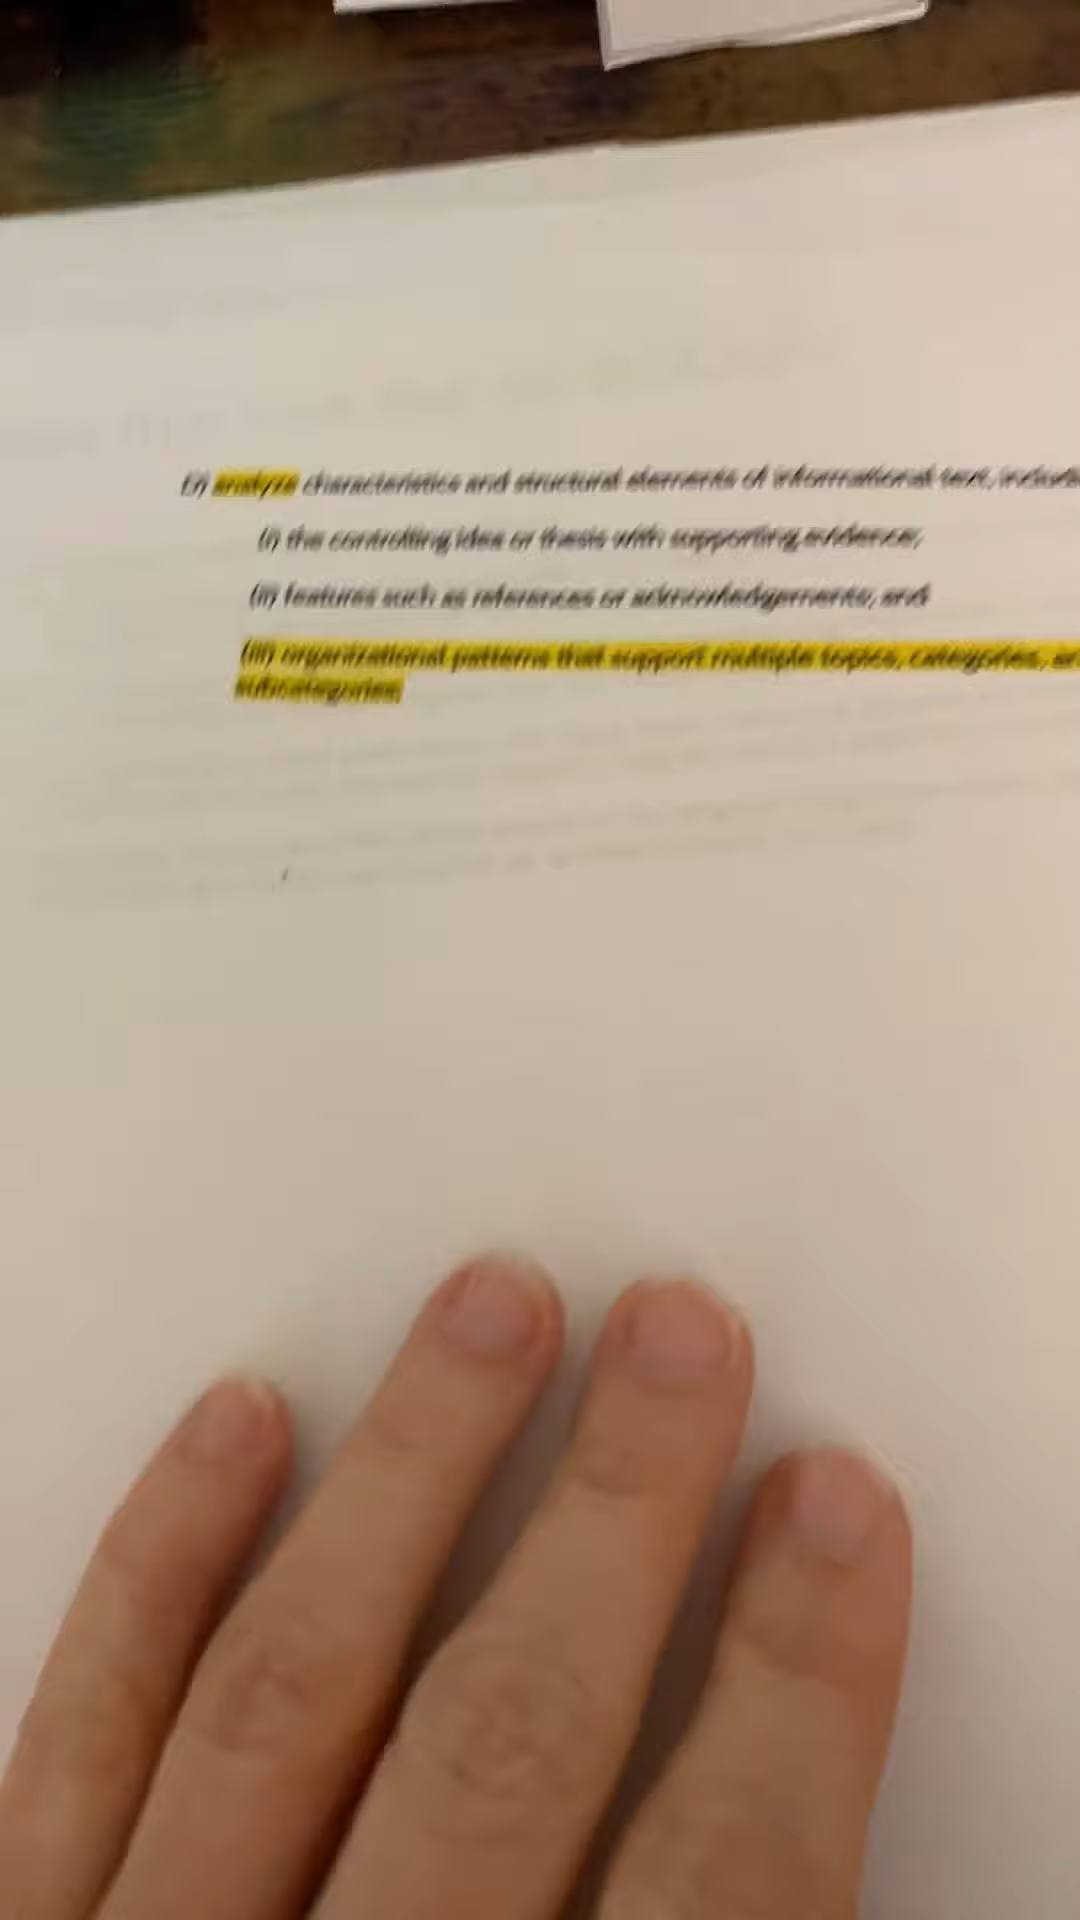 analyze characteristics and structural elements of informational text,
(i) the controlling idea or thesis with supporting evidence;
(ii) features such as references or acknowledgements; and
(iii) organizational patterns that support multiple topics, categories,
subcategories;